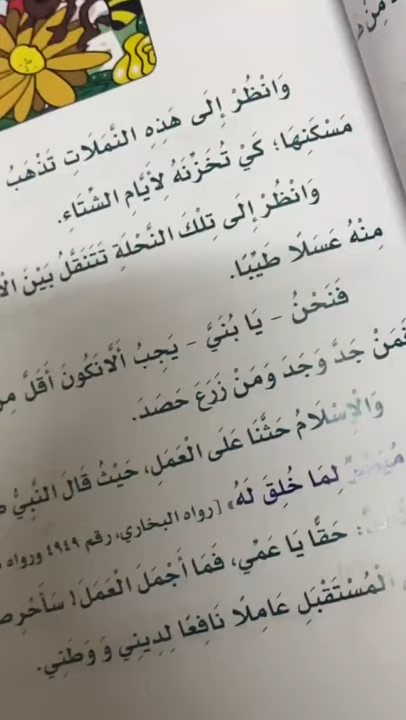 وَانْظُرْ إِلَى هَذِهِ النَّمَلَاتِ تَذْهَبُ
مَسْكَنِهَا؛ كَيْ تُخَزِّنَهُ لِأَيَّامِ الشِّتَاءِ.
وَانْظُرْ إِلَى تِلْكَ النَّحْلَةِ تَتَنَقَّلُ بَيْنَ
مِنْهُ عَسَلًا طَيِّبًا.
فَنَحْنُ - يَا بُنَيَّ - يَجِبُ أَلَّا نَكُونَ أَقَلَّ
فَمَنْ جَدَّ وَجَدَ وَمَنْ زَرَعَ حَصَدَ.
وَالْإِسْلَامُ حَثَّنَا عَلَى الْعَمَلِ، حَيْثُ قَالَ النَّبِيُّ
لِمَا خُلِقَ لَهُ» [رواه البخاري، رقم ٤٩٤٩ ورواه
: حَقًّا يَا عَمِّي، فَمَا أَجْمَلَ الْعَمَلَ!
الْمُسْتَقْبَلِ عَامِلًا نَافِعًا لِدِينِي وَ وَطَنِي.